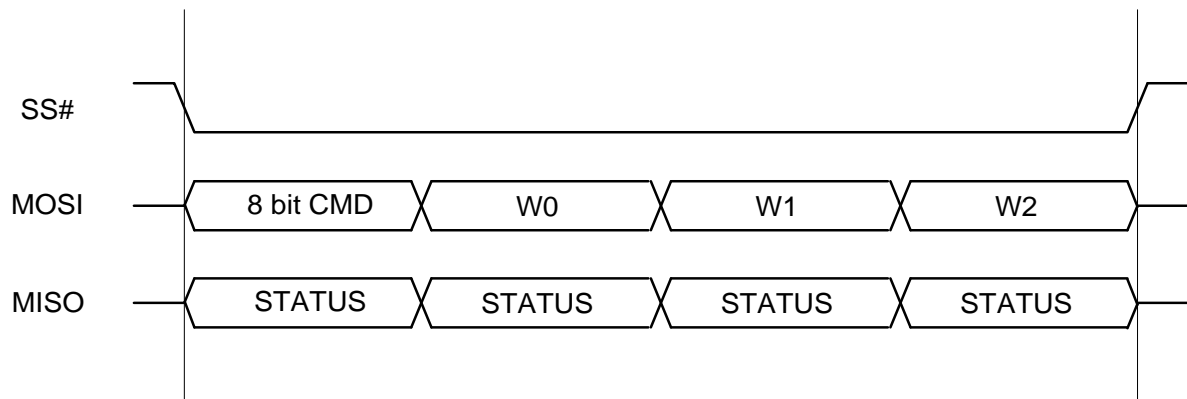 SS#
MOSI 8 bit CMD W0 W1 W2
MISO STATUS STATUS STATUS STATUS